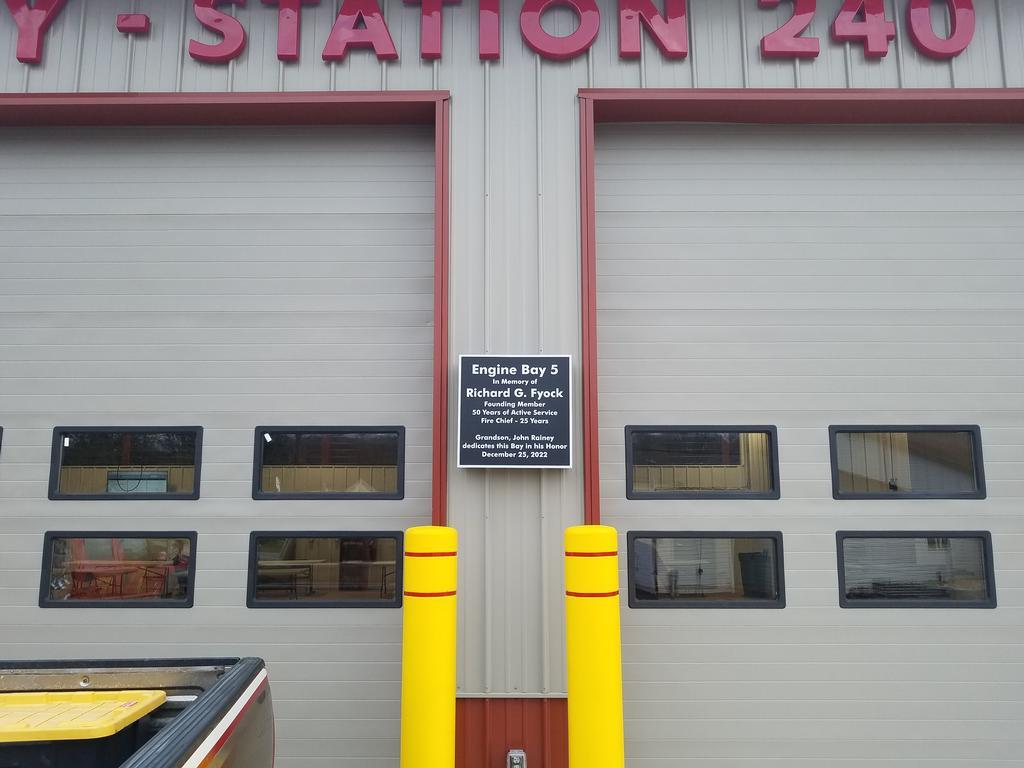 Y - STATION 240
Engine Bay 5
In Memory of
Richard G. Fyock
Founding Member
50 Years of Active Service
Fire Chief - 25 Years
Grandson, John Rainey
dedicates this Bay in his Honor
December 25, 2022